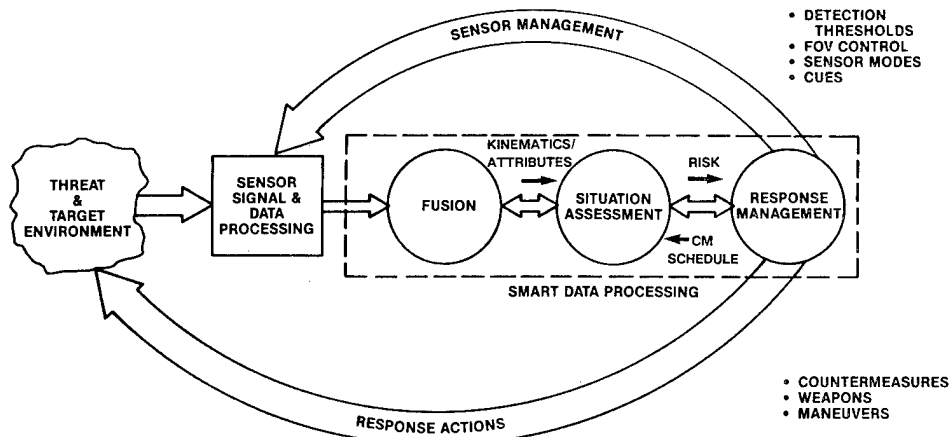 SENSOR MANAGEMENT
• DETECTION
THRESHOLDS
• FOV CONTROL
• SENSOR MODES
• CUES
THREAT
&
TARGET
ENVIRONMENT
SENSOR
SIGNAL &
DATA
PROCESSING
FUSION
KINEMATICS/
ATTRIBUTES
SITUATION
ASSESSMENT
RISK
CM
SCHEDULE
RESPONSE
MANAGEMENT
SMART DATA PROCESSING
RESPONSE ACTIONS
• COUNTERMEASURES
• WEAPONS
• MANEUVERS